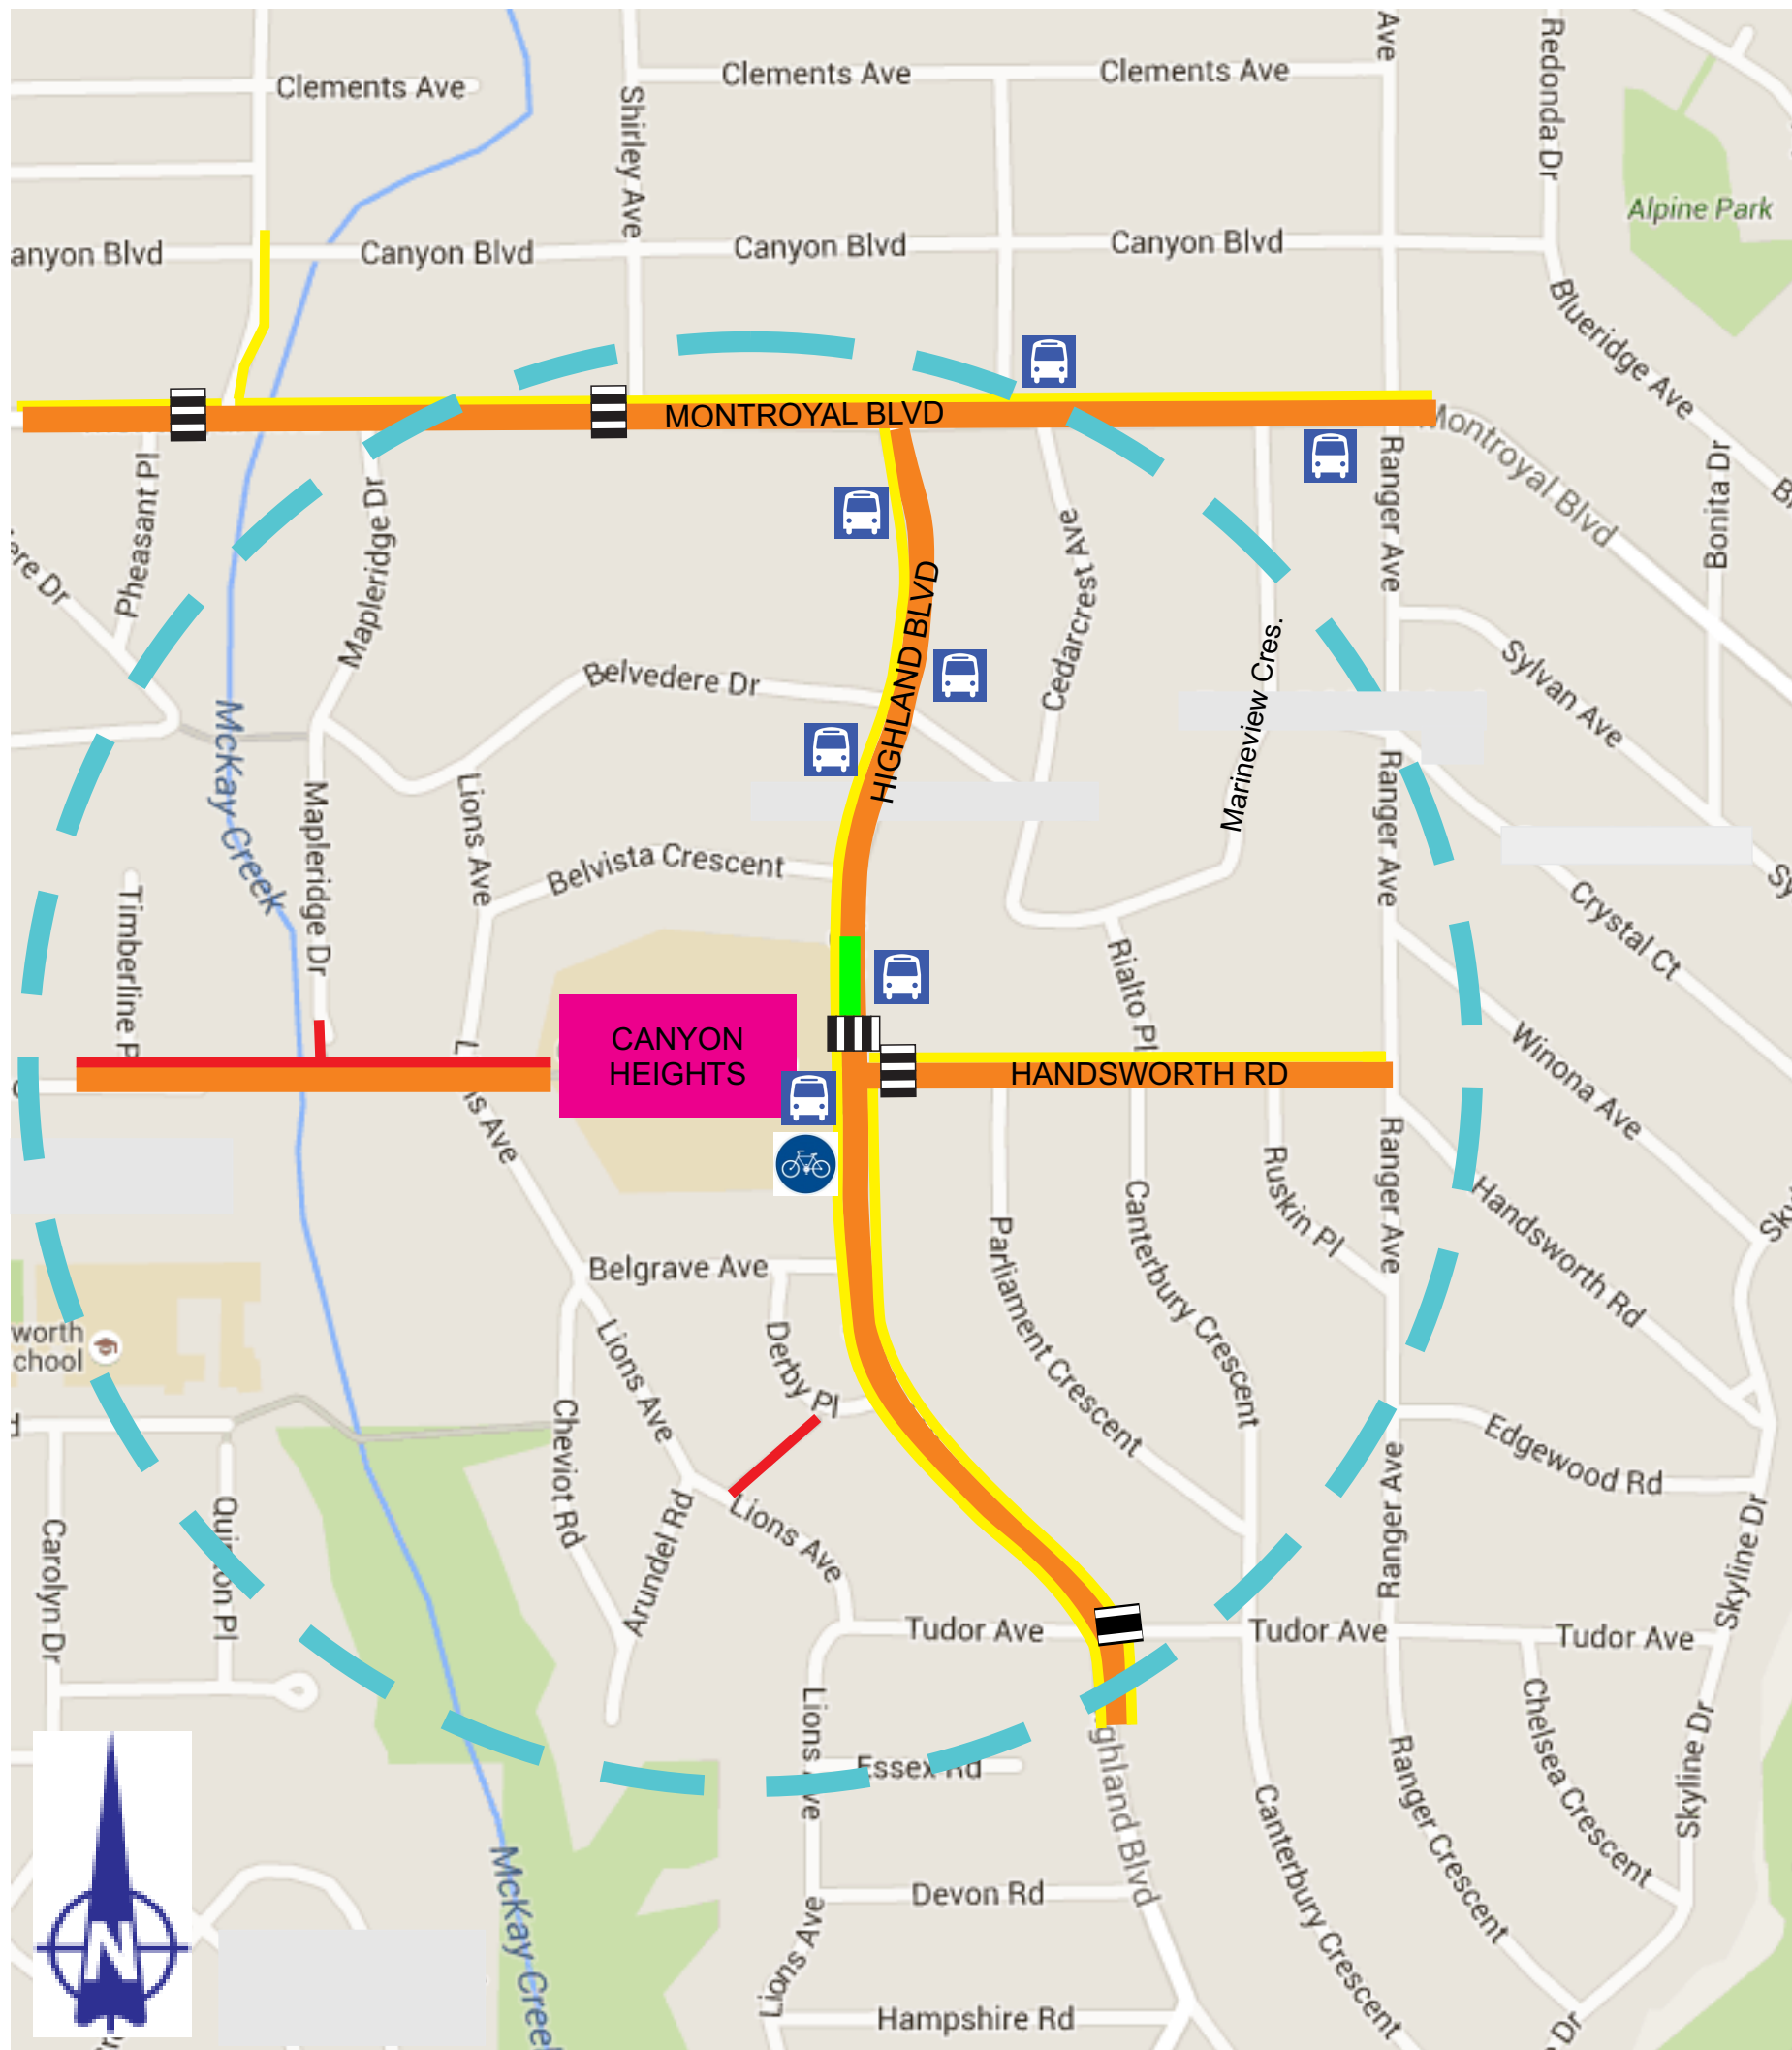 Clements Ave
Clements Ave
Clements Ave
Ave
Redonda Dr
Shirley Ave
Alpine Park
anyon Blvd
Canyon Blvd
Canyon Blvd
Canyon Blvd
Blueridge Ave
MONTROYAL BLVD
Montroyal Blvd
Ranger Ave
Bonita Dr
Pheasant Pl
Mapleridge Dr
ere Dr
Cedarcrest Ave
HIGHLAND BLVD
Belvedere Dr
Marineview Cres.
Sylvan Ave
McKay Creek
Mapleridge Dr
Lions Ave
Ranger Ave
Belvista Crescent
Timberline P
Crystal Ct
Rialto Pl
CANYON
HEIGHTS
HANDSWORTH RD
Winona Ave
is Ave
Ranger Ave
Ruskin Pl
Canterbury Crescent
Parliament Crescent
Handsworth Rd
Belgrave Ave
Derby Pl
Lions Ave
worth
chool
Cheviot Rd
Edgewood Rd
Ranger Ave
Arundel Rd
Lions Ave
Carolyn Dr
Skyline Dr
Tudor Ave
Tudor Ave
Tudor Ave
Essex Rd
ghland Blvd
Chelsea Crescent
Skyline Dr
Ranger Crescent
Canterbury Crescent
McKay Creek
Devon Rd
Lions Ave
Hampshire Rd
Dr
N